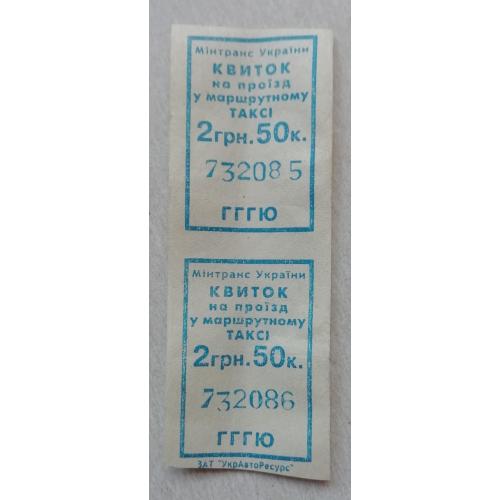 Мінтранс України
КВИТОК
на проїзд
у маршрутному
ТАКСІ
2грн.50к.
732085
ГГГЮ
Мінтранс України
КВИТОК
на проїзд
у маршрутному
ТАКСІ
2грн.50к.
732086
ГГГЮ
ЗАТ "УкрАвтоРесурс"